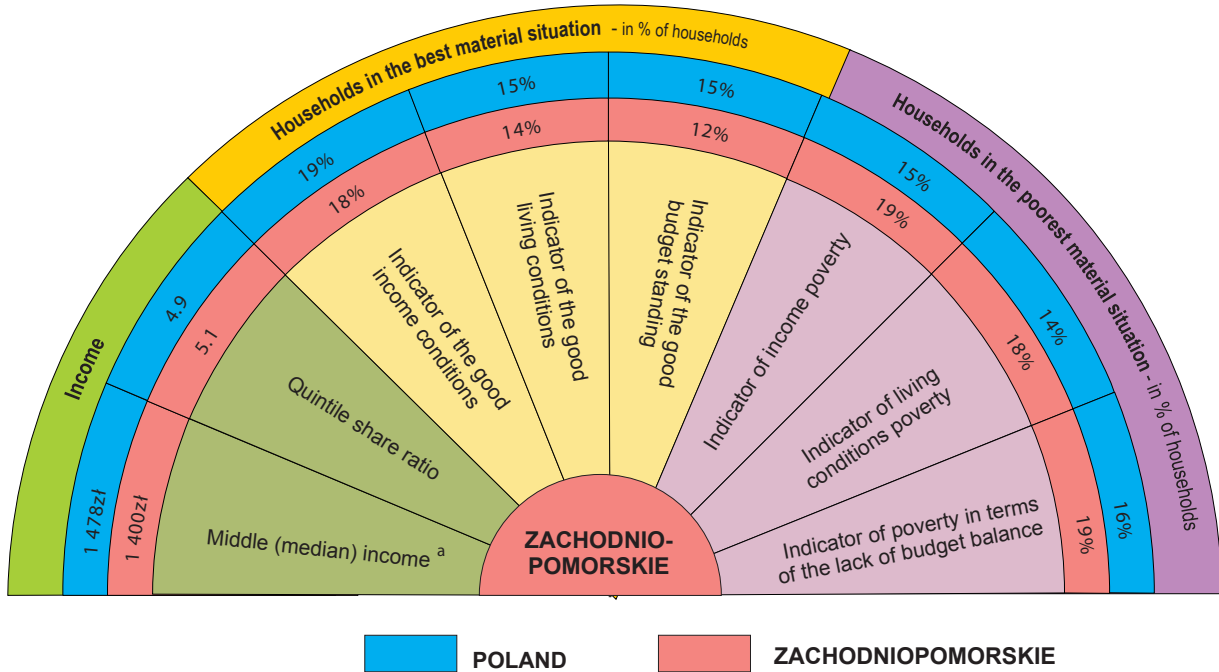 Households in the best material situation - in % of households
Households in the poorest material situation - in % of households
Income
15%
15%
19%
15%
14%
12%
18%
19%
4.9
14%
5.1
18%
1 478zł
16%
1 400zł
19%
Indicator of the good
income conditions
Indicator of the good
living conditions
Indicator of the good
budget standing
Indicator of income poverty
Quintile share ratio
Indicator of living
conditions poverty
Middle (median) income a
Indicator of poverty in terms
of the lack of budget balance
ZACHODNIO-
POMORSKIE
POLAND
ZACHODNIOPOMORSKIE